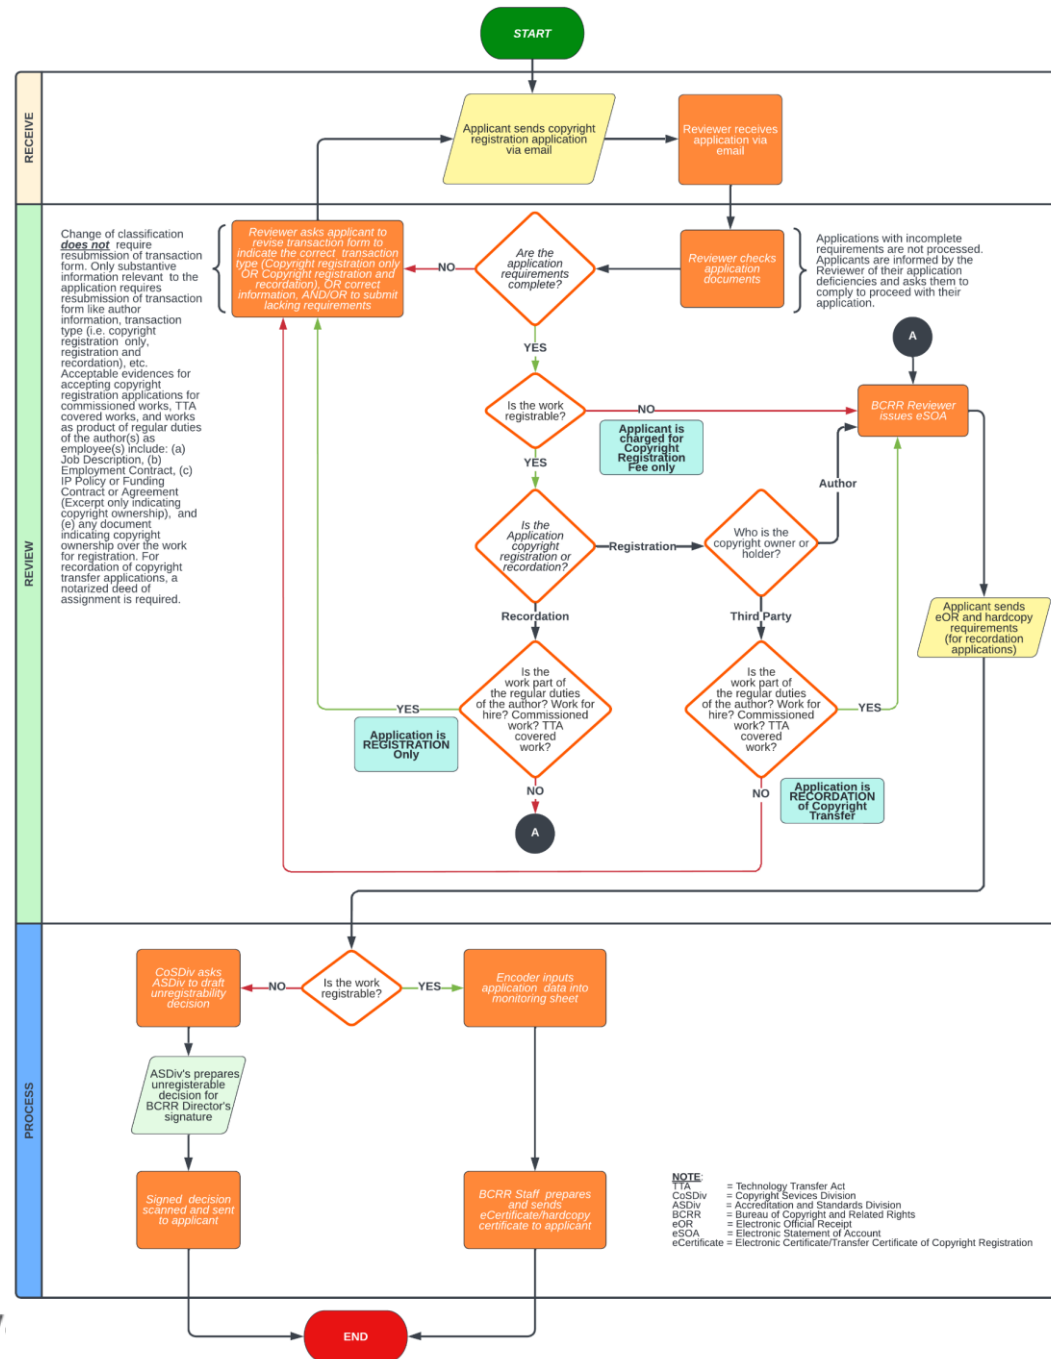 START
RECEIVE
Applicant sends copyright
registration application
via email
Reviewer receives
application via
email
REVIEW
Change of classification
does not require
resubmission of transaction
form. Only substantive
information relevant to the
application requires
resubmission of transaction
form like author
information, transaction
type (i.e. copyright
registration only,
registration and
recordation), etc.
Acceptable evidences for
accepting copyright
registration applications for
commissioned works, TTA
covered works, and works
as product of regular duties
of the author(s) as
employee(s) include: (a)
Job Description, (b)
Employment Contract, (c)
IP Policy or Funding
Contract or Agreement
(Excerpt only indicating
copyright ownership), and
(e) any document
indicating copyright
ownership over the work
for registration. For
recordation of copyright
transfer applications, a
notarized deed of
assignment is required.
Reviewer asks applicant to
revise transaction form to
indicate the correct transaction
type (Copyright registration only
OR Copyright registration and
recordation), OR correct
information, AND/OR to submit
lacking requirements
NO
Are the
application
requirements
complete?
Reviewer checks
application
documents
Applications with incomplete
requirements are not processed.
Applicants are informed by the
Reviewer of their application
deficiencies and asks them to
comply to proceed with their
application.
YES
A
Is the work
registrable?
NO
BCRR Reviewer
issues eSOA
Applicant is
charged for
Copyright
Registration
Fee only
YES
Author
Is the
Application
copyright
registration or
recordation?
Registration
Who is the
copyright owner or
holder?
Recordation
Third Party
Applicant sends
eOR and hardcopy
requirements
(for recordation
applications)
Is the
work part of
the regular duties
of the author? Work for
hire? Commissioned
work? TTA
covered
work?
YES
Application is
REGISTRATION
Only
Is the
work part of
the regular duties
of the author? Work for
hire? Commissioned
work? TTA
covered
work?
YES
NO
A
NO
Application is
RECORDATION
of Copyright
Transfer
PROCESS
CoSDiv asks
ASDiv to draft
unregistrability
decision
NO
Is the work
registrable?
YES
Encoder inputs
application data into
monitoring sheet
ASDiv's prepares
unregisterable
decision for
BCRR Director's
signature
Signed decision
scanned and sent
to applicant
BCRR Staff prepares
and sends
eCertificate/hardcopy
certificate to applicant
NOTE:
TTA = Technology Transfer Act
CoSDiv = Copyright Sevices Division
ASDiv = Accreditation and Standards Division
BCRR = Bureau of Copyright and Related Rights
eOR = Electronic Official Receipt
eSOA = Electronic Statement of Account
eCertificate = Electronic Certificate/Transfer Certificate of Copyright Registration
END